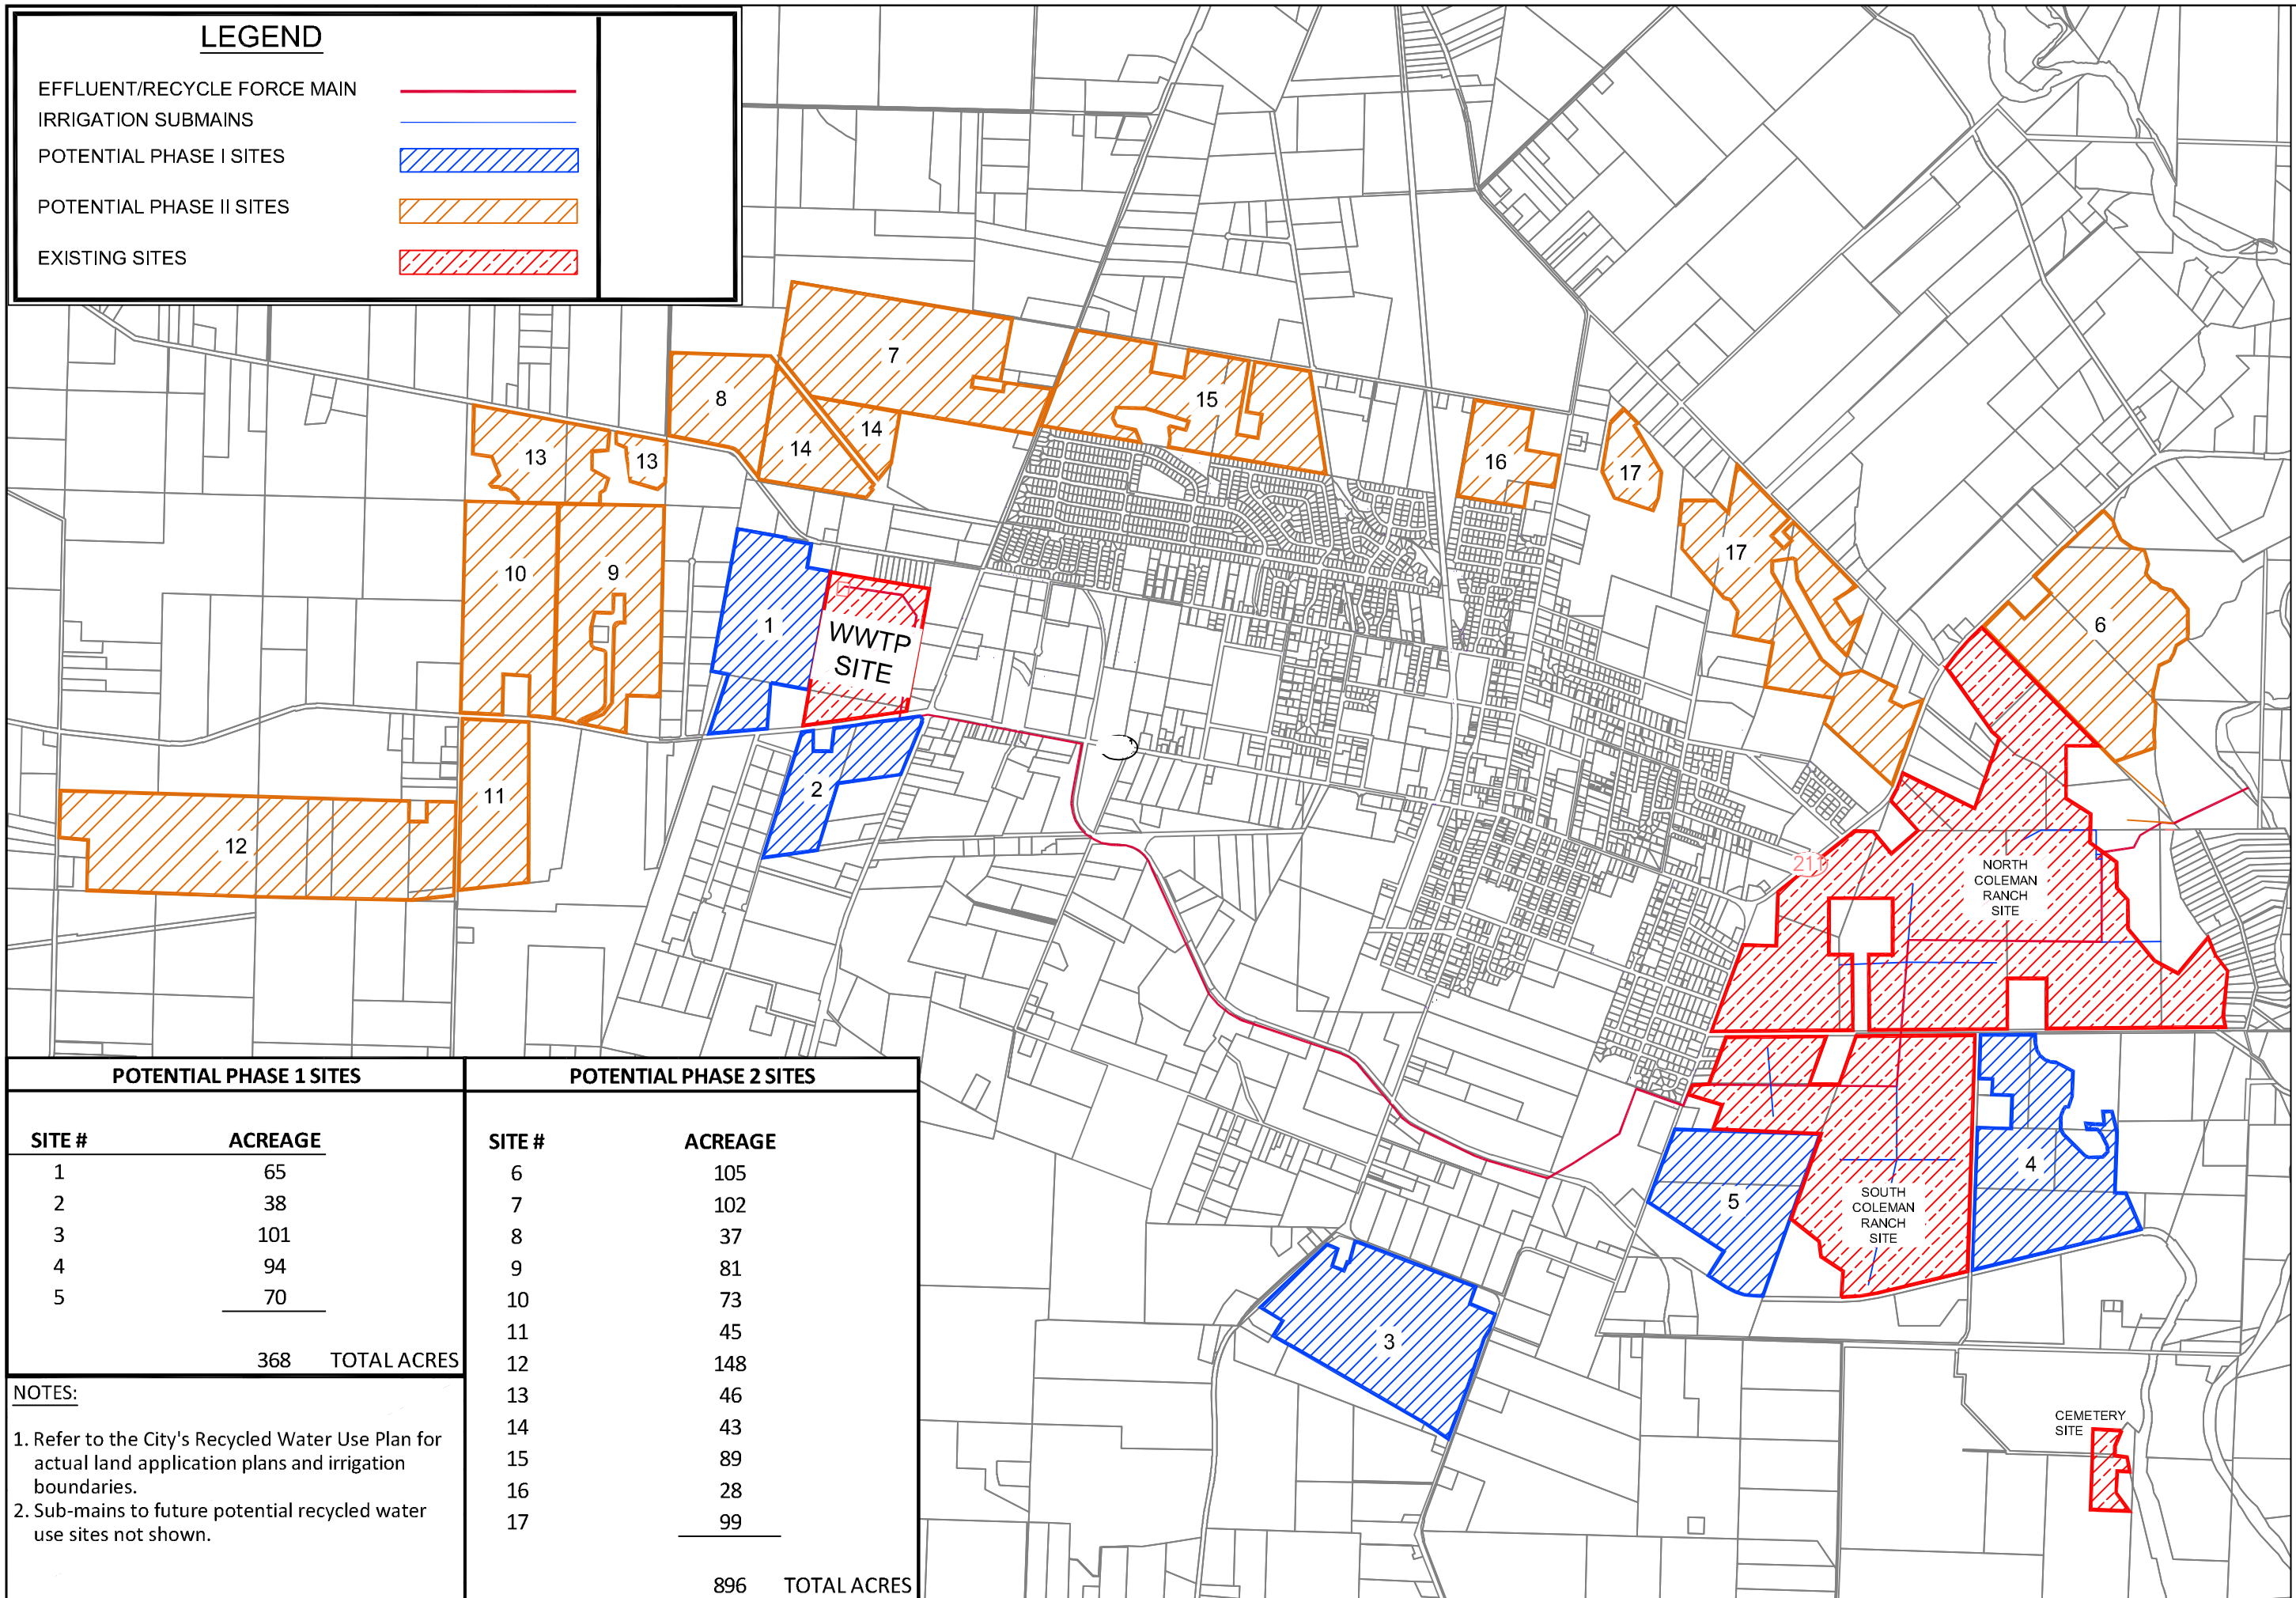 LEGEND
EFFLUENT/RECYCLE FORCE MAIN
IRRIGATION SUBMAINS
POTENTIAL PHASE I SITES
POTENTIAL PHASE II SITES
EXISTING SITES
7
8
15
14
14
13
13
16
17
17
10
9
1
WWTP
SITE
6
2
11
12
NORTH
COLEMAN
RANCH
SITE
4
5
SOUTH
COLEMAN
RANCH
SITE
3
CEMETERY
SITE
POTENTIAL PHASE 1 SITES
SITE # ACREAGE
1 65
2 38
3 101
4 94
5 70
368 TOTAL ACRES
NOTES:
1. Refer to the City's Recycled Water Use Plan for
actual land application plans and irrigation
boundaries.
2. Sub-mains to future potential recycled water
use sites not shown.
POTENTIAL PHASE 2 SITES
SITE # ACREAGE
6 105
7 102
8 37
9 81
10 73
11 45
12 148
13 46
14 43
15 89
16 28
17 99
896 TOTAL ACRES